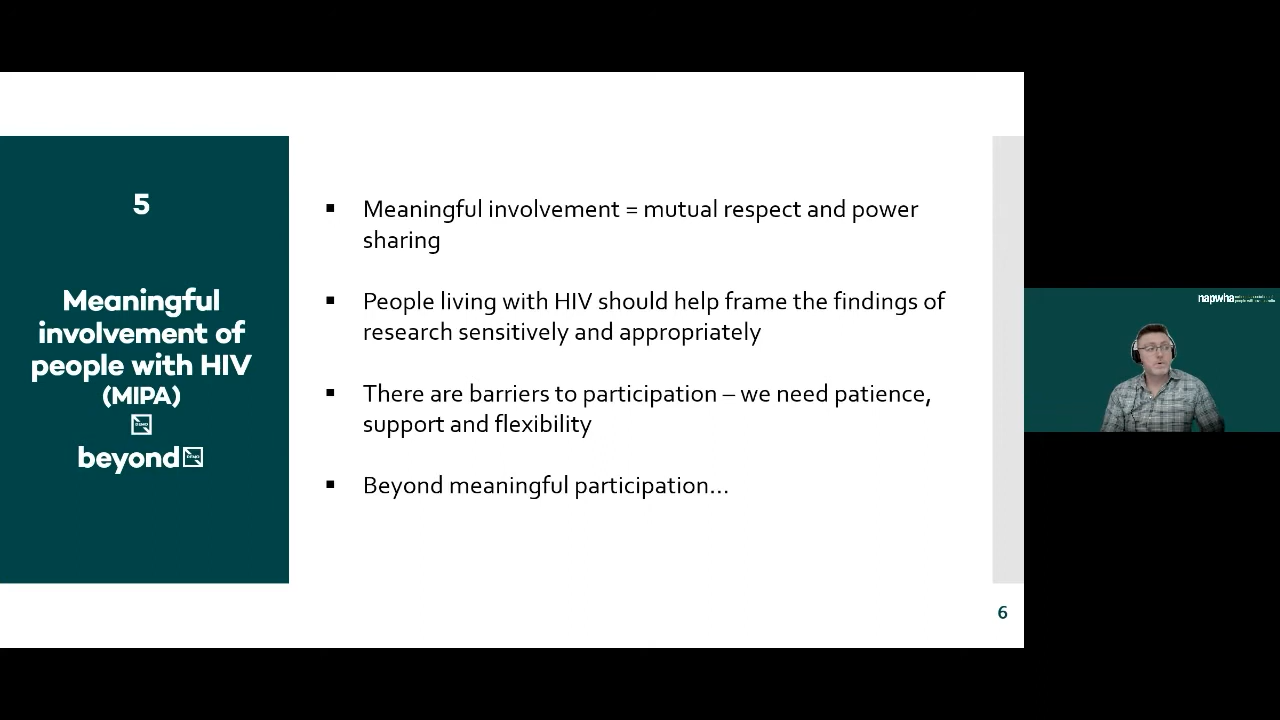 5
Meaningful
involvement of
people with HIV
(MIPA)
DEMO
beyond DEMO
Meaningful involvement = mutual respect and power
sharing
People living with HIV should help frame the findings of
research sensitively and appropriately
There are barriers to participation – we need patience,
support and flexibility
Beyond meaningful participation...
6
napwha